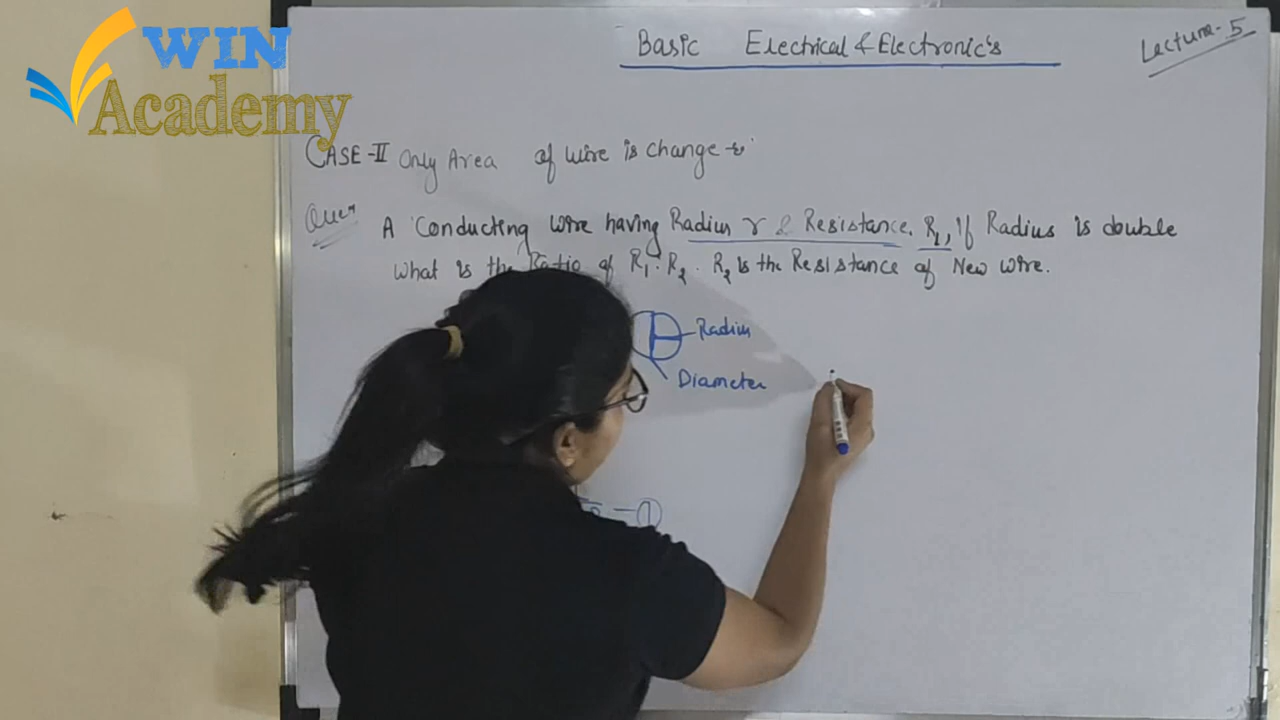 WIN
Academy
Basic Electrical & Electronic's
Lecture-5
CASE-II Only Area of wire is change
Ques
A Conducting wire having Radius r & Resistance R1, if Radius is double
what is the Ratio of R1:R2. R2 is the Resistance of New wire.
Radius
Diameter